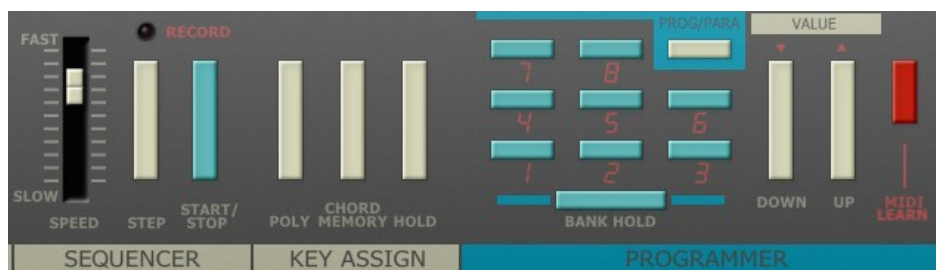 FAST
RECORD
PROG/PARA
VALUE
7 8
4 5 6
1 2 3
SLOW
SPEED
STEP
START/
STOP
POLY
CHORD
MEMORY
HOLD
BANK HOLD
DOWN
UP
MIDI
LEARN
SEQUENCER
KEY ASSIGN
PROGRAMMER